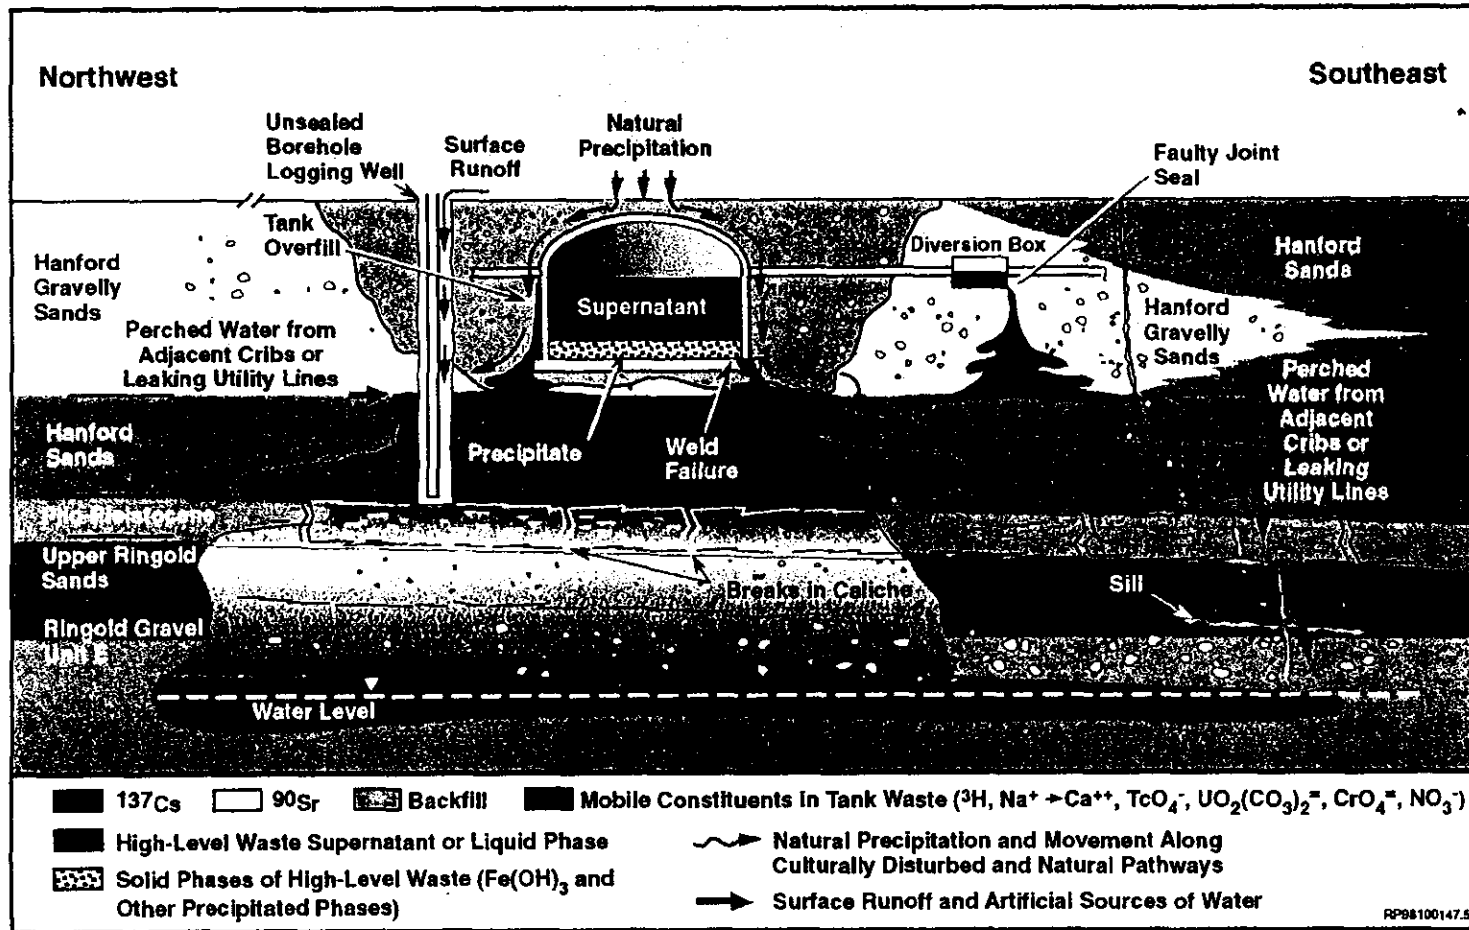 Northwest
Southeast
Unsealed
Borehole
Logging Well
Surface
Runoff
Natural
Precipitation
Faulty Joint
Seal
Tank
Overfill
Diversion Box
Hanford
Sands
Hanford
Gravelly
Sands
Supernatant
Hanford
Gravelly
Sands
Perched Water from
Adjacent Cribs or
Leaking Utility Lines
Perched
Water from
Adjacent
Cribs or
Leaking
Utility Lines
Hanford
Sands
Precipitate
Weld
Failure
Plio-Pleistocene
Upper Ringold
Sands
Breaks in Caliche
Sill
Ringold Gravel
Unit E
Water Level
¹³⁷Cs
⁹⁰Sr
Backfill
Mobile Constituents in Tank Waste (³H, Na⁺ →Ca⁺⁺, TcO₄⁻, UO₂(CO₃)₂⁼, CrO₄⁼, NO₃⁻)
High-Level Waste Supernatant or Liquid Phase
Natural Precipitation and Movement Along
Culturally Disturbed and Natural Pathways
Solid Phases of High-Level Waste (Fe(OH)₃ and
Other Precipitated Phases)
Surface Runoff and Artificial Sources of Water
RP98100147.5